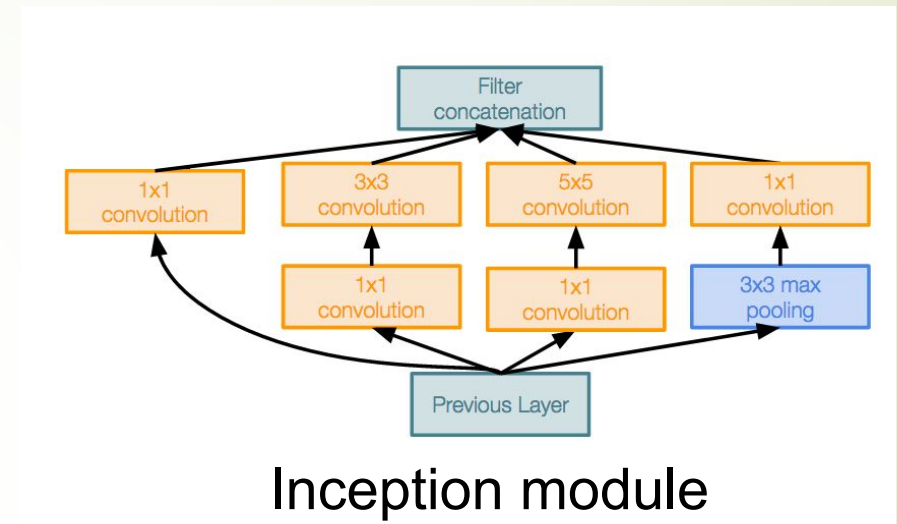 Filter
concatenation
1x1
convolution
3x3
convolution
5x5
convolution
1x1
convolution
1x1
convolution
1x1
convolution
3x3 max
pooling
Previous Layer
Inception module